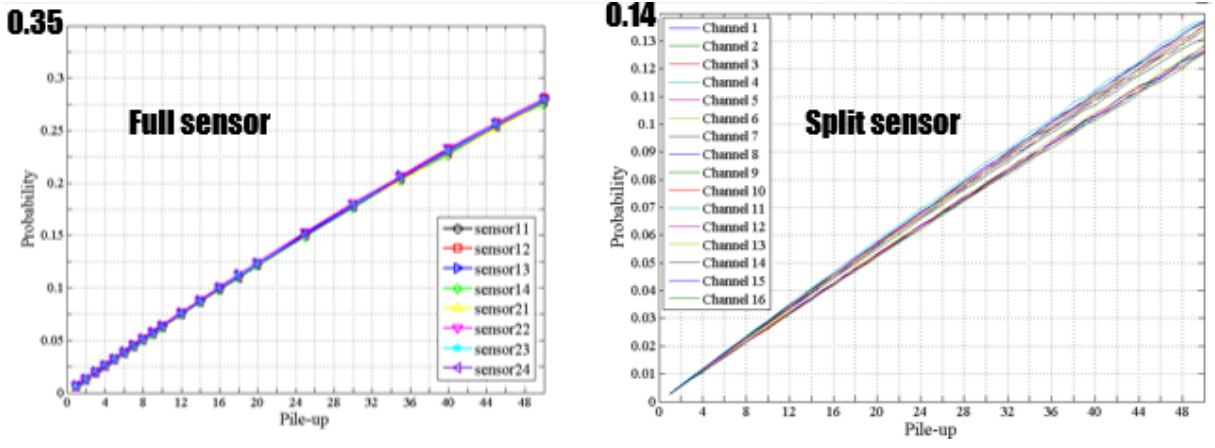 0.35
0.3
0.25
0.2
0.15
0.1
0.05
0
Probability
Full sensor
sensor11
sensor12
sensor13
sensor14
sensor21
sensor22
sensor23
sensor24
0 4 8 12 16 20 24 28 32 36 40 44 48
Pile-up
0.14
0.14
0.13
0.12
0.11
0.1
0.09
0.08
0.07
0.06
0.05
0.04
0.03
0.02
0.01
0
Probability
Channel 1
Channel 2
Channel 3
Channel 4
Channel 5
Channel 6
Channel 7
Channel 8
Channel 9
Channel 10
Channel 11
Channel 12
Channel 13
Channel 14
Channel 15
Channel 16
Split sensor
0 4 8 12 16 20 24 28 32 36 40 44 48
Pile-up